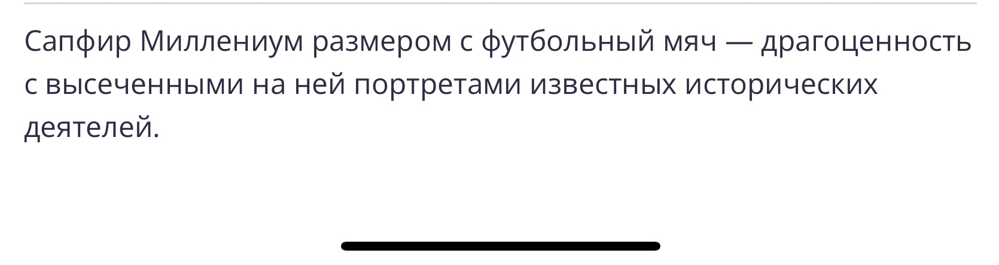 Сапфир Миллениум размером с футбольный мяч — драгоценность
с высеченными на ней портретами известных исторических
деятелей.